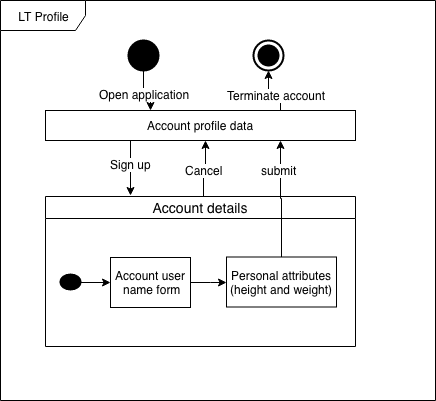 LT Profile
Open application
Terminate account
Account profile data
Sign up
Cancel
submit
Account details
Account user
name form
Personal attributes
(height and weight)